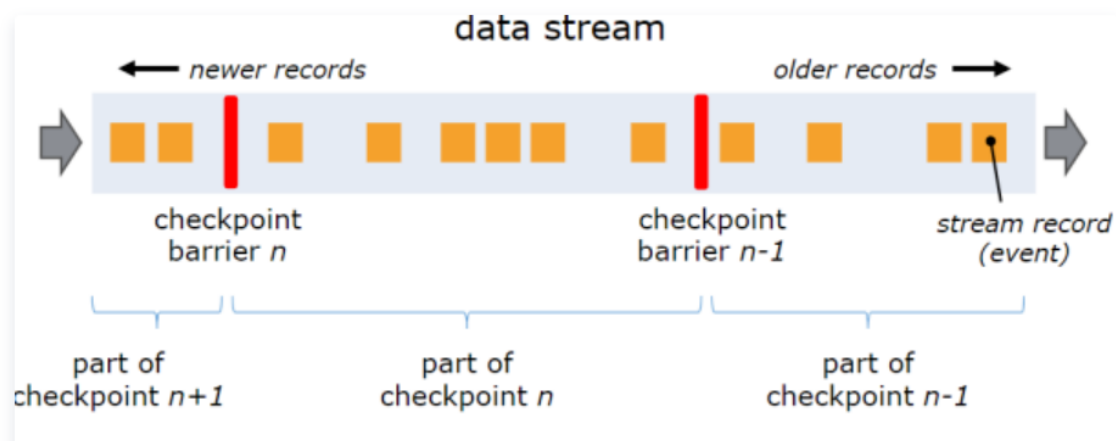 data stream
newer records
older records
checkpoint
barrier n
checkpoint
barrier n-1
stream record
(event)
part of
checkpoint n+1
part of
checkpoint n
part of
checkpoint n-1